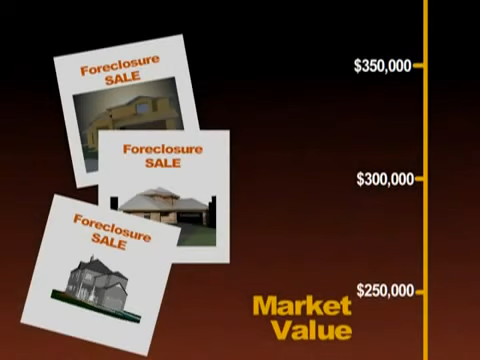 Foreclosure
SALE
Foreclosure
SALE
Foreclosure
SALE
$350,000
$300,000
$250,000
Market
Value